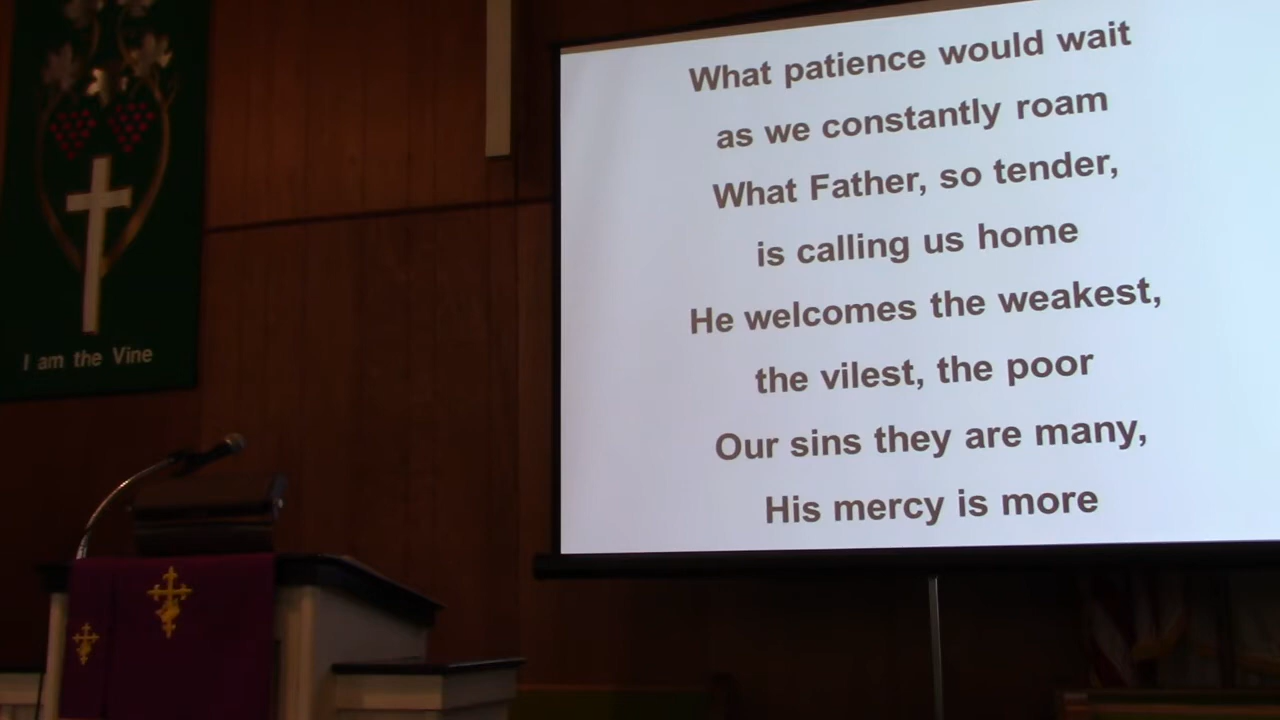 What patience would wait
as we constantly roam
What Father, so tender,
is calling us home
He welcomes the weakest,
the vilest, the poor
Our sins they are many,
His mercy is more
I am the Vine